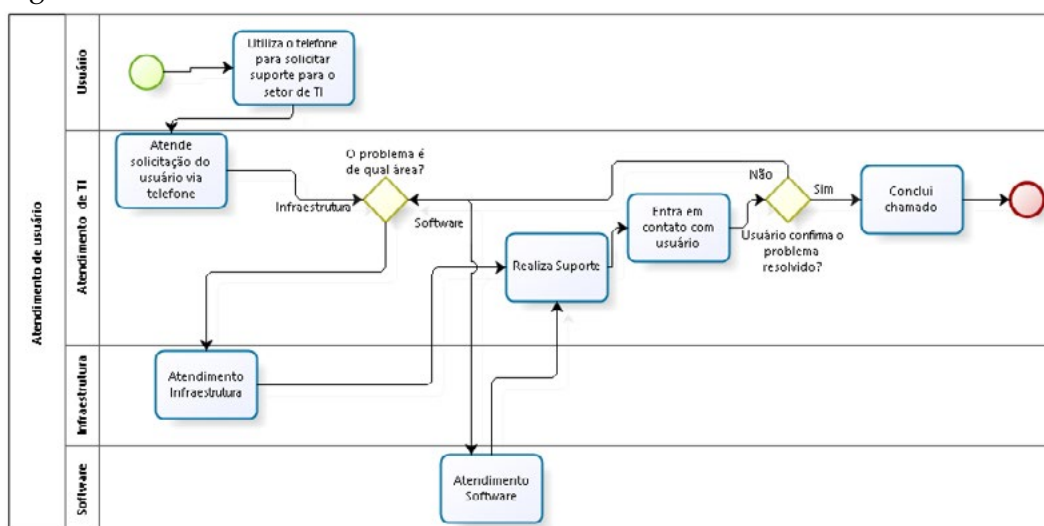 Atendimento de usuário
Usuário
Utiliza o telefone
para solicitar
suporte para o
setor de TI
Atendimento de TI
Atende
solicitação do
usuário via
telefone
O problema é
de qual área?
Infraestrutura
Software
Realiza Suporte
Entra em
contato com
usuário
Não
Sim
Usuário confirma o
problema
resolvido?
Conclui
chamado
Infraestrutura
Atendimento
Infraestrutura
Software
Atendimento
Software